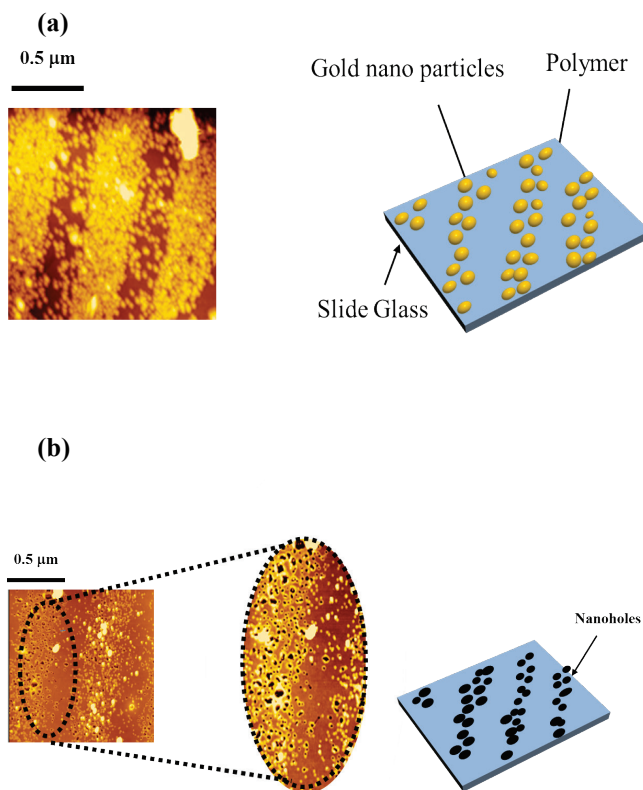 (a)
0.5 µm
Gold nano particles
Polymer
Slide Glass
(b)
0.5 µm
Nanoholes